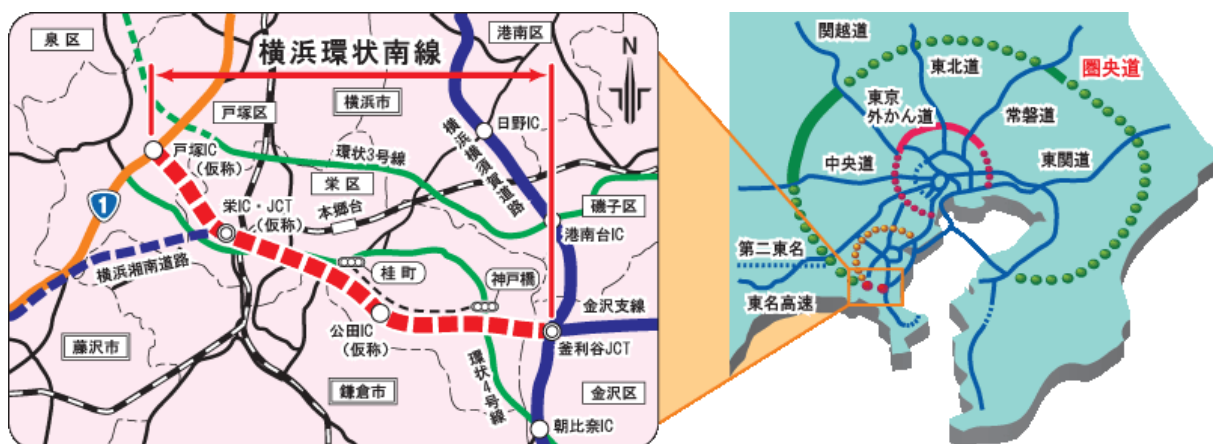 泉区
港南区
横浜環状南線
N
戸塚区
横浜市
日野IC
戸塚IC
(仮称)
環状3号線
横浜横須賀道路
栄区
1
栄IC・JCT
(仮称)
本郷台
磯子区
港南台IC
横浜湘南道路
桂町
神戸橋
金沢支線
公田IC
(仮称)
釜利谷JCT
藤沢市
鎌倉市
環状4号線
金沢区
朝比奈IC
関越道
東北道
圏央道
東京
外かん道
常磐道
中央道
東関道
第二東名
東名高速